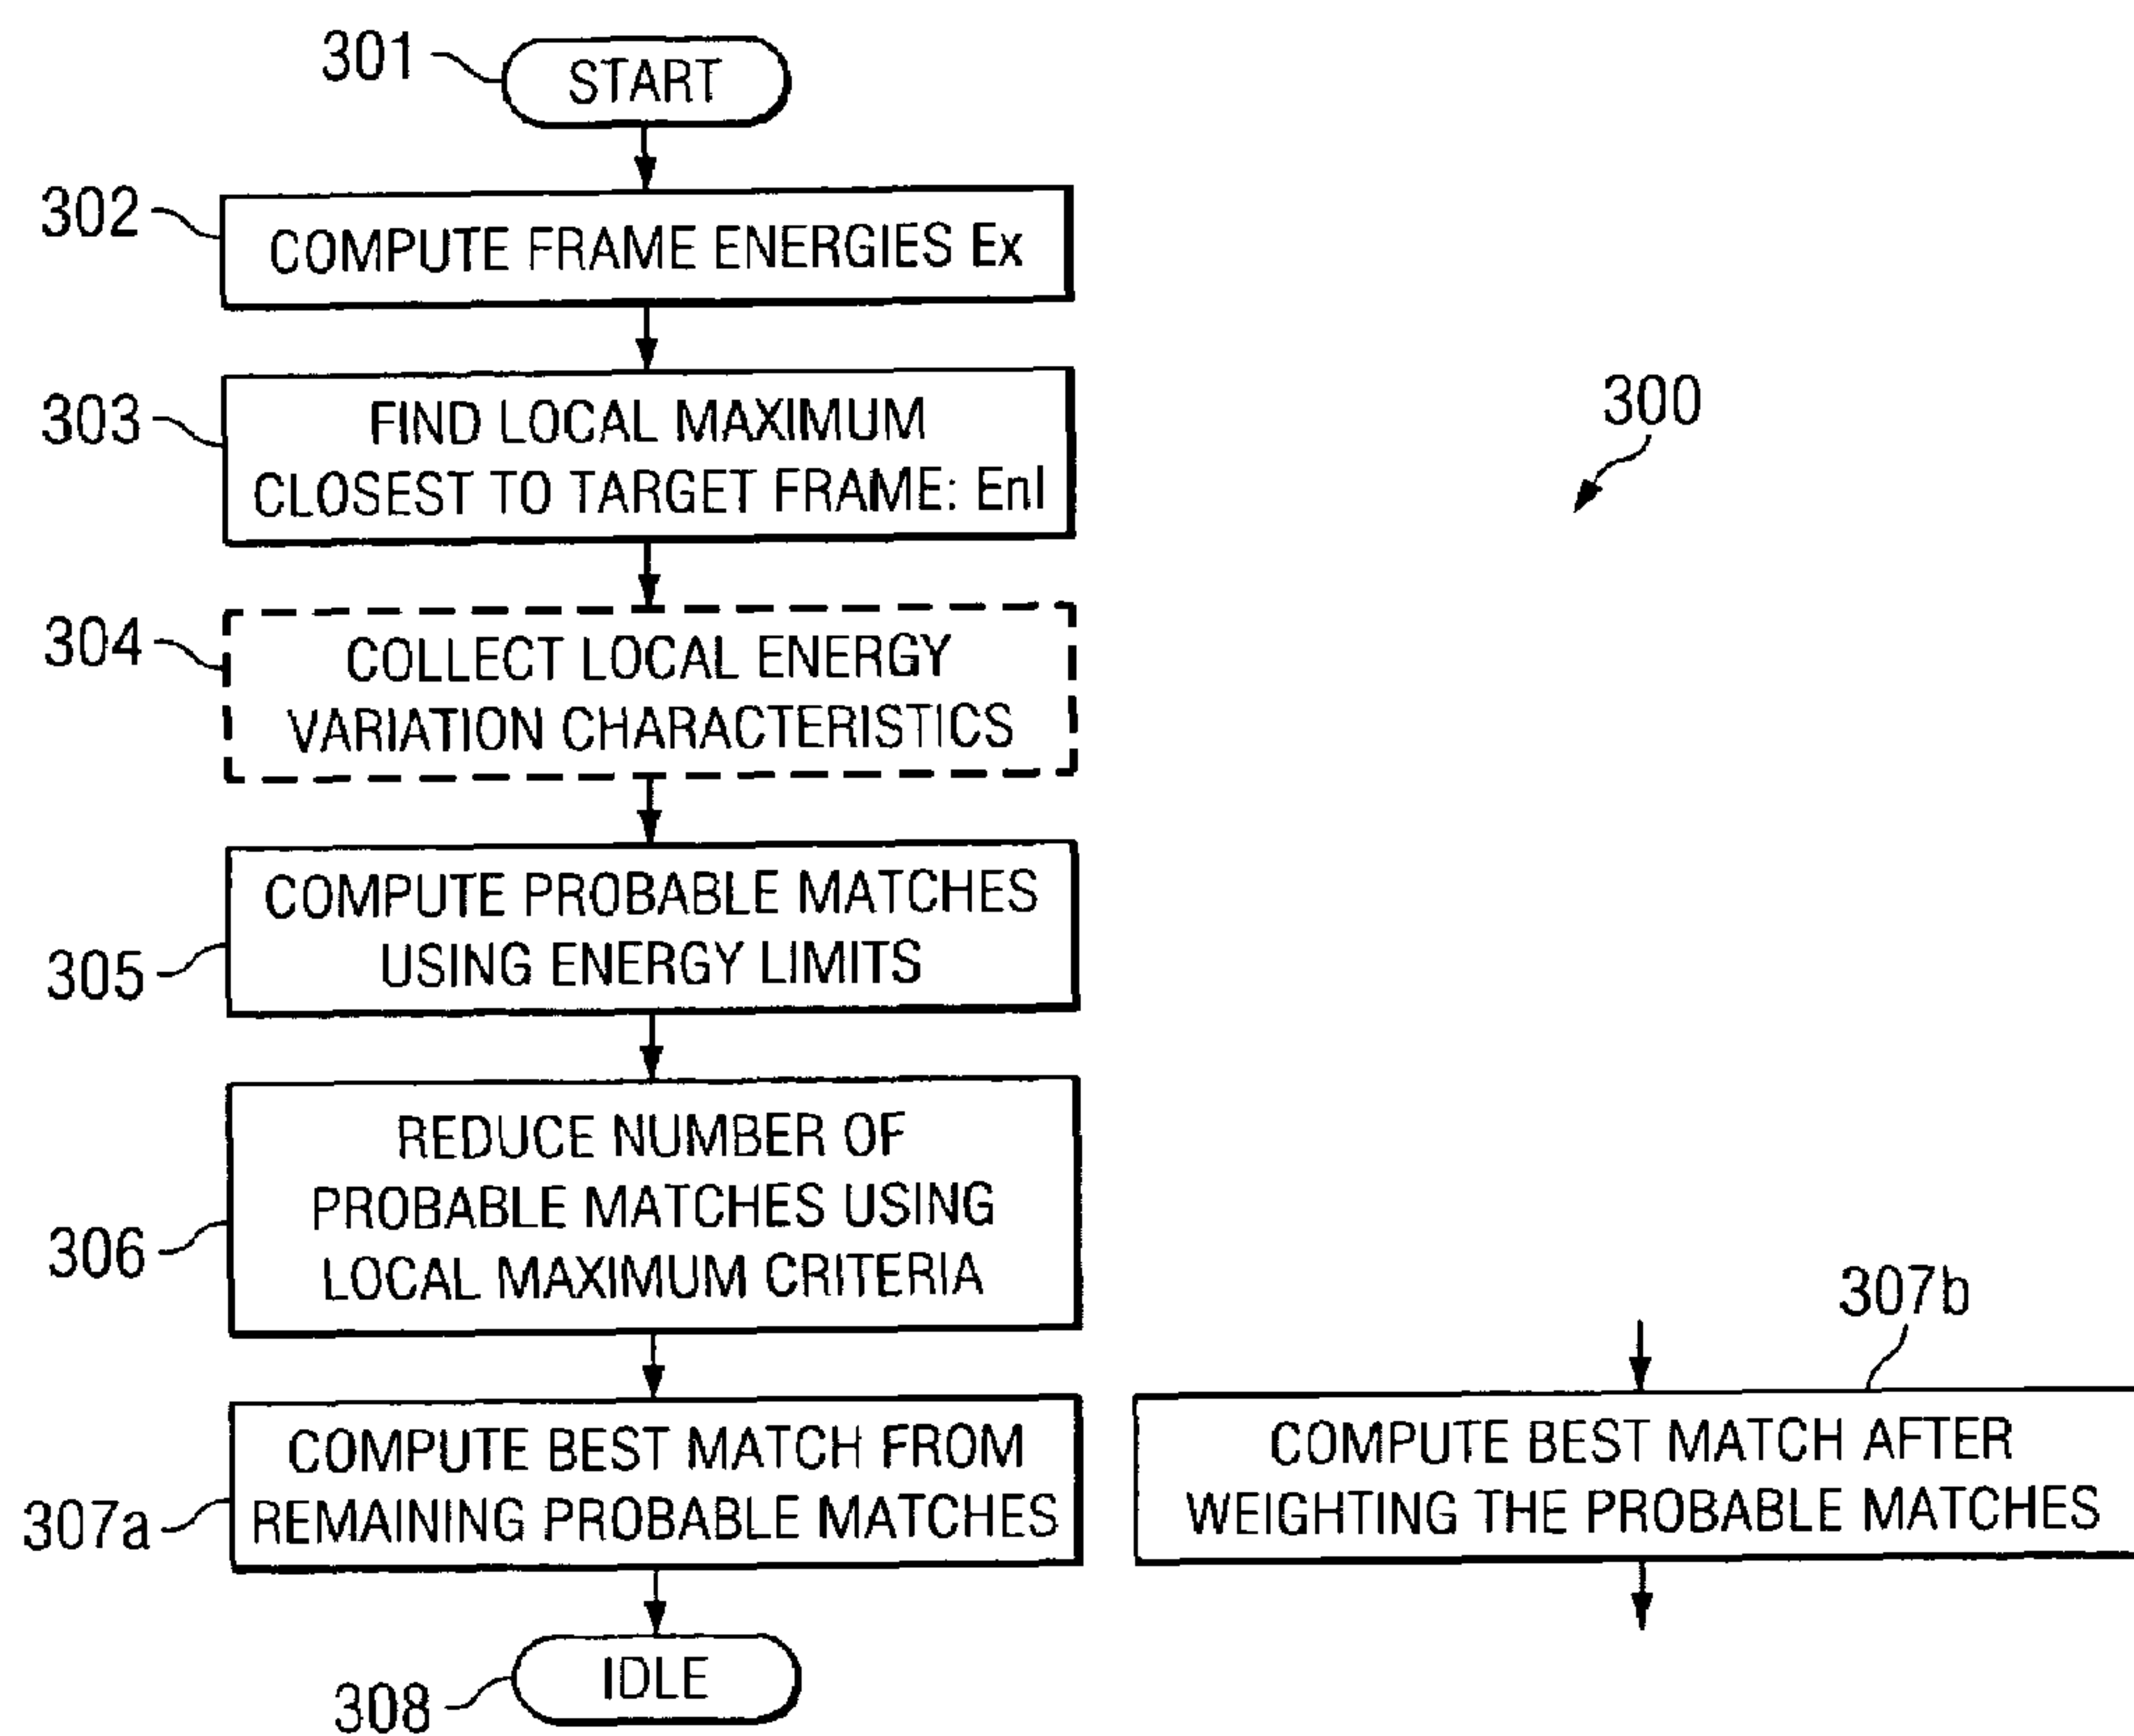 301
START
302
COMPUTE FRAME ENERGIES Ex
303
FIND LOCAL MAXIMUM
CLOSEST TO TARGET FRAME: Enl
300
304
COLLECT LOCAL ENERGY
VARIATION CHARACTERISTICS
305
COMPUTE PROBABLE MATCHES
USING ENERGY LIMITS
306
REDUCE NUMBER OF
PROBABLE MATCHES USING
LOCAL MAXIMUM CRITERIA
307a
COMPUTE BEST MATCH FROM
REMAINING PROBABLE MATCHES
307b
COMPUTE BEST MATCH AFTER
WEIGHTING THE PROBABLE MATCHES
308
IDLE